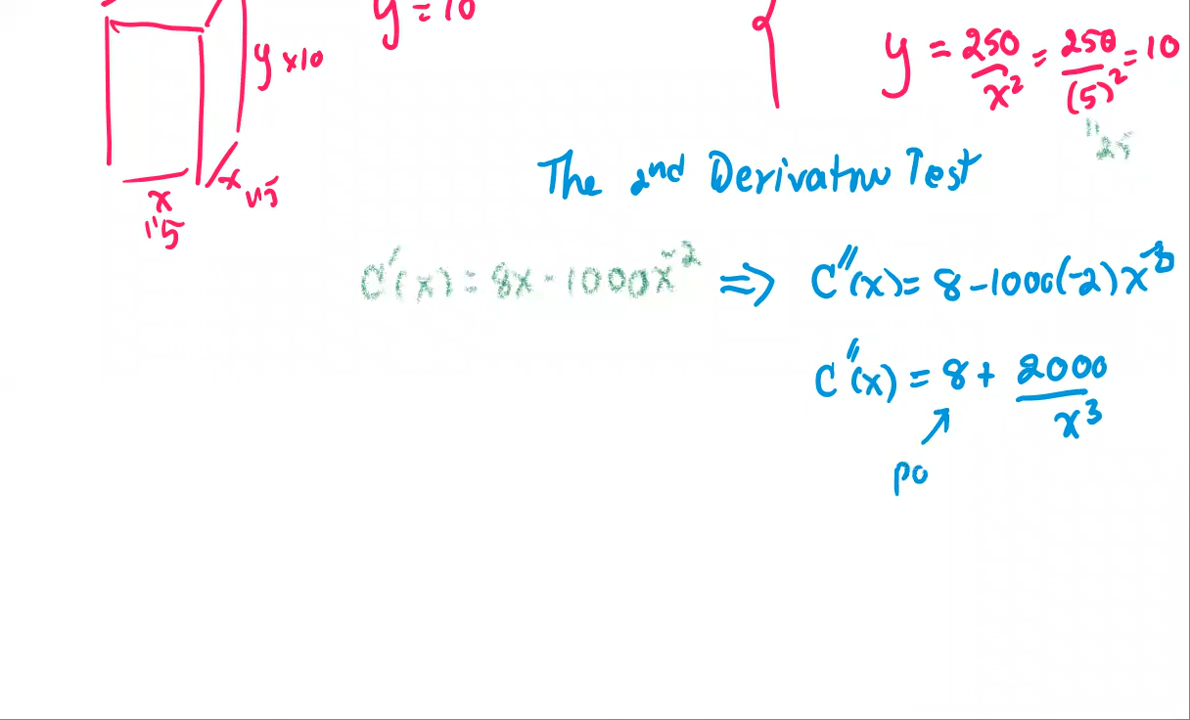 y = 10
y x10
y = 250/x² = 250/(5)² = 10
"25
x
"5
x "5
The 2nd Derivative Test
C'(x) = 8x - 1000x⁻² ⇒ C"(x) = 8 - 1000(-2)x⁻³
C"(x) = 8 + 2000/x³
po